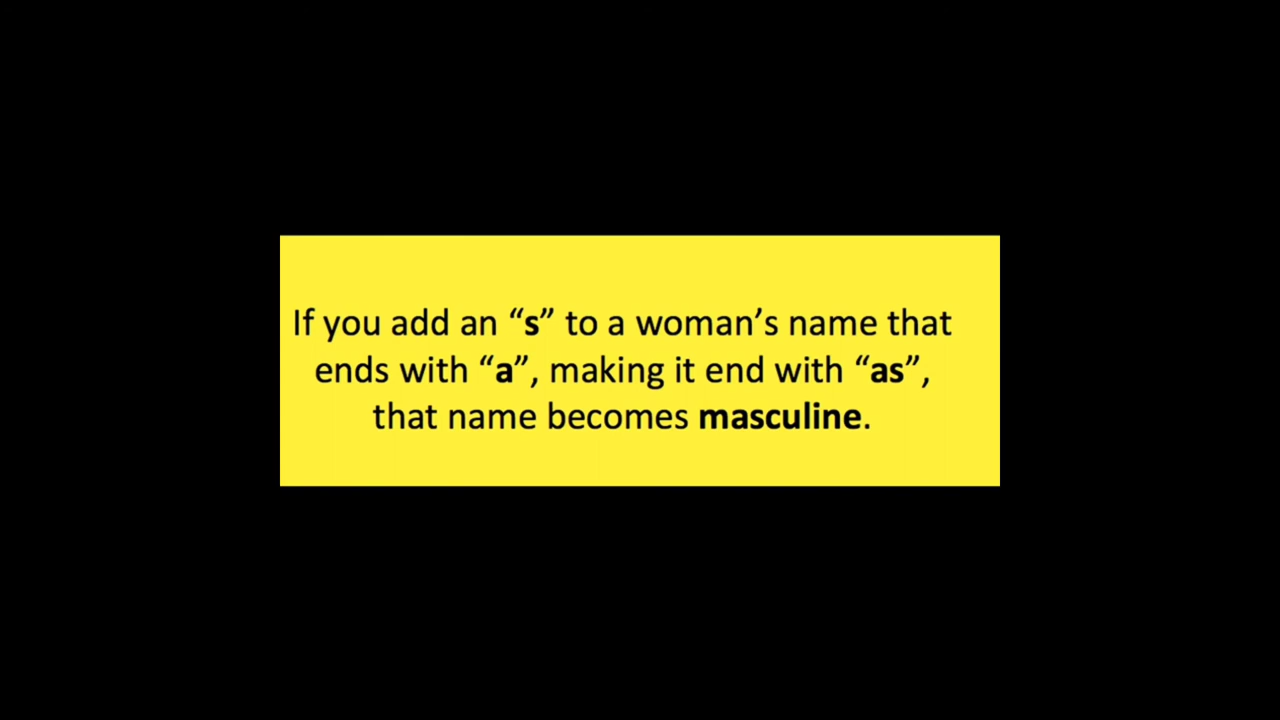 If you add an “s” to a woman’s name that
ends with “a”, making it end with “as”,
that name becomes masculine.